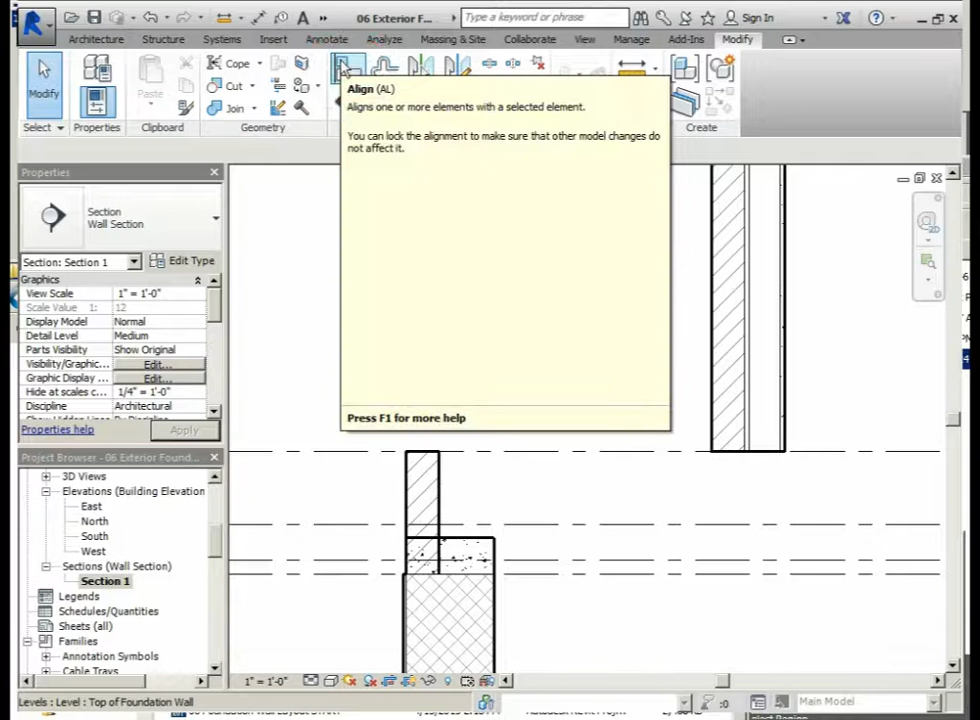 06 Exterior F...
Type a keyword or phrase
Sign In
Architecture Structure Systems Insert Annotate Analyze Massing & Site Collaborate View Manage Add-Ins Modify
Modify
Properties
Paste
Cope
Cut
Join
Select
Properties
Clipboard
Geometry
Create
Align (AL)
Aligns one or more elements with a selected element.
You can lock the alignment to make sure that other model changes do
not affect it.
Press F1 for more help
Properties
Section
Wall Section
Section: Section 1
Edit Type
Graphics
View Scale 1" = 1'-0"
Scale Value 1: 12
Display Model Normal
Detail Level Medium
Parts Visibility Show Original
Visibility/Graphic... Edit...
Graphic Display ... Edit...
Hide at scales c... 1/4" = 1'-0"
Discipline Architectural
Properties help
Apply
Project Browser - 06 Exterior Found...
3D Views
Elevations (Building Elevation
East
North
South
West
Sections (Wall Section)
Section 1
Legends
Schedules/Quantities
Sheets (all)
Families
Annotation Symbols
Cable Trays
1" = 1'-0"
Levels : Level : Top of Foundation Wall
:0
Main Model